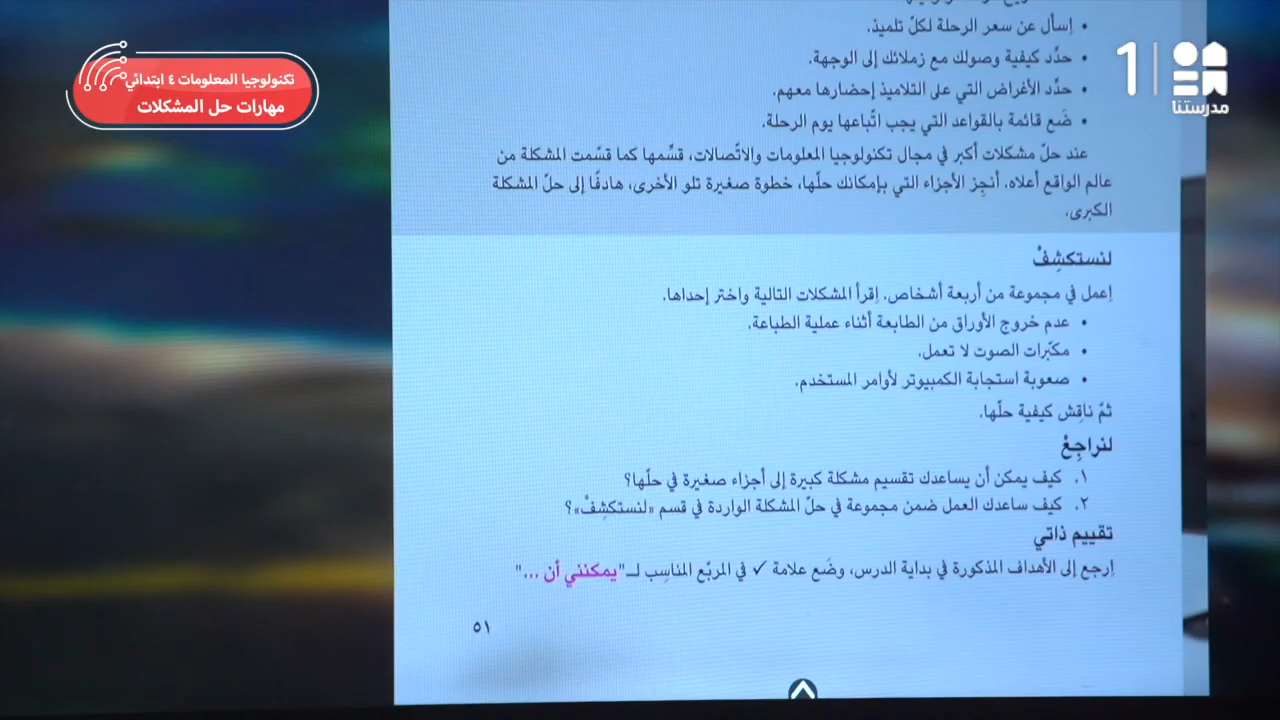 تكنولوجيا المعلومات ٤ ابتدائي
مهارات حل المشكلات
1
مدرستنا
• إسأل عن سعر الرحلة لكلّ تلميذ.
• حدَّد كيفية وصولك مع زملائك إلى الوجهة.
• حدَّد الأغراض التي على التلاميذ إحضارها معهم.
• ضَع قائمة بالقواعد التي يجب اتّباعها يوم الرحلة.
عند حلّ مشكلات أكبر في مجال تكنولوجيا المعلومات والاتّصالات، قسِّمها كما قسّمت المشكلة من
عالم الواقع أعلاه. أنجِز الأجزاء التي بإمكانك حلّها، خطوة صغيرة تلو الأخرى، هادفًا إلى حلّ المشكلة
الكبرى.
لنستكشِفْ
إعمل في مجموعة من أربعة أشخاص. إقرأ المشكلات التالية واختر إحداها.
• عدم خروج الأوراق من الطابعة أثناء عملية الطباعة.
• مكبّرات الصوت لا تعمل.
• صعوبة استجابة الكمبيوتر لأوامر المستخدم.
ثمّ ناقِش كيفية حلّها.
لنراجِعْ
١. كيف يمكن أن يساعدك تقسيم مشكلة كبيرة إلى أجزاء صغيرة في حلّها؟
٢. كيف ساعدك العمل ضمن مجموعة في حلّ المشكلة الواردة في قسم «لنستكشِفْ»؟
تقييم ذاتي
إرجع إلى الأهداف المذكورة في بداية الدرس، وضَع علامة ✓ في المربّع المناسِب لــ"يمكنني أن ..."
٥١